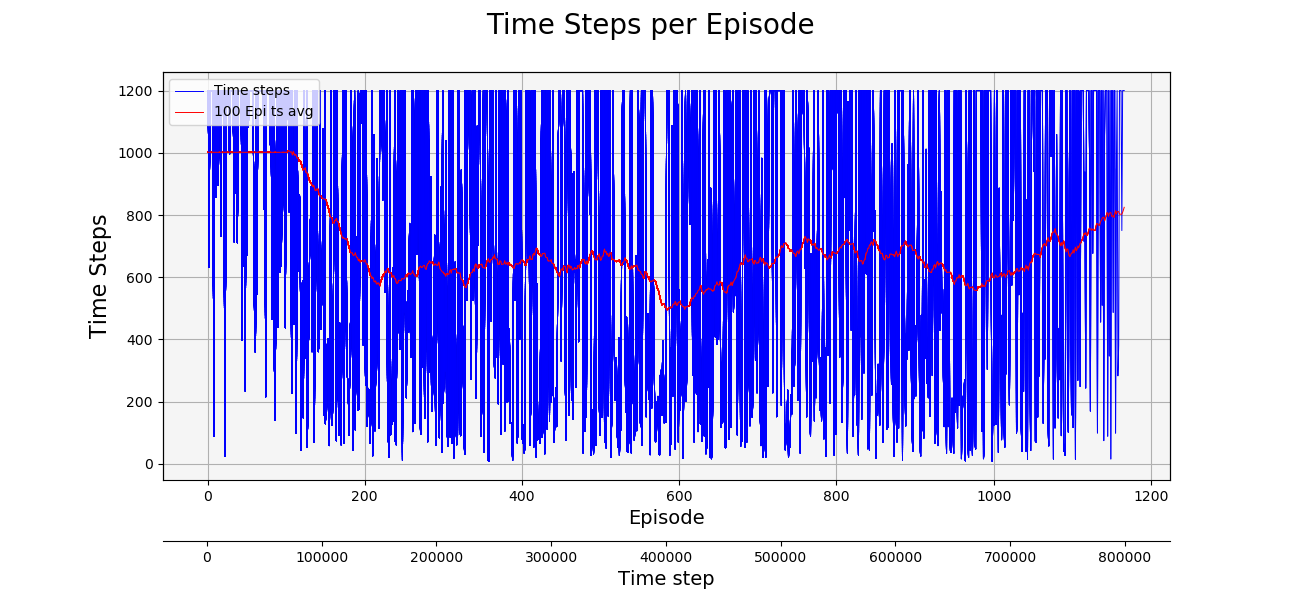 Time Steps per Episode
Time steps
100 Epi ts avg
Time Steps
1200
1000
800
600
400
200
0
0 200 400 600 800 1000 1200
Episode
0 100000 200000 300000 400000 500000 600000 700000 800000
Time step